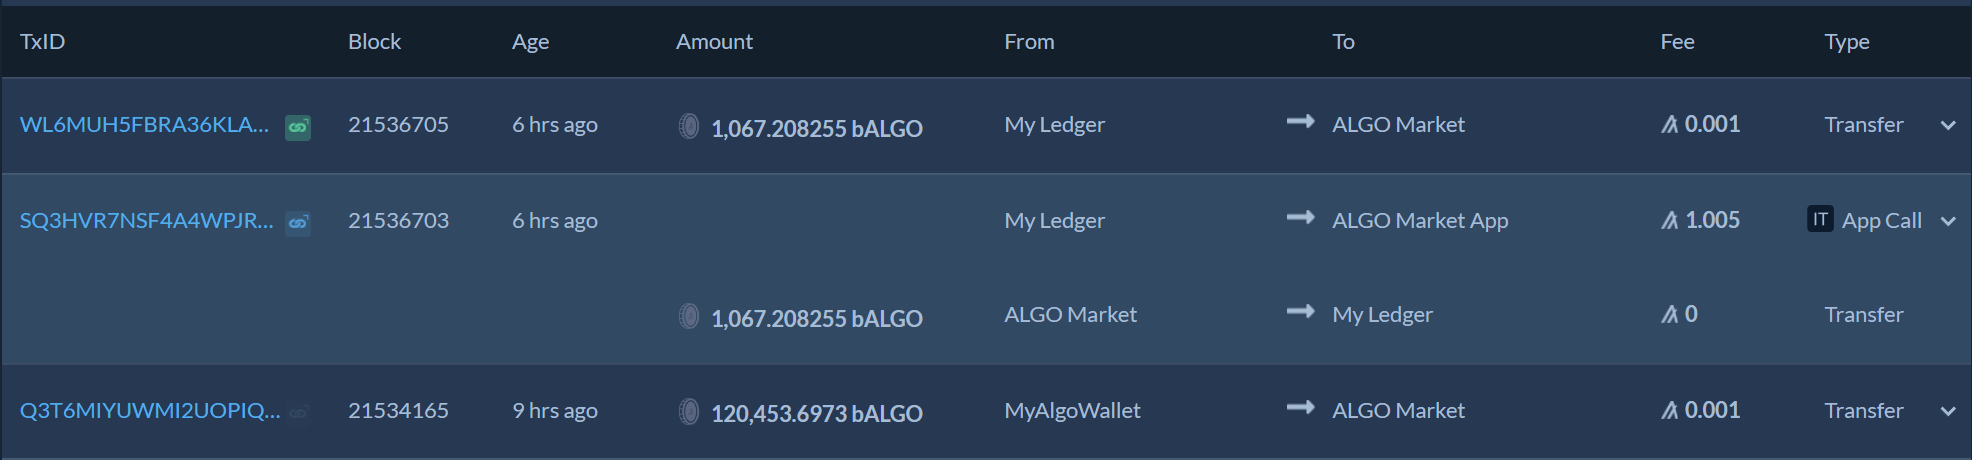 TxID Block Age Amount From To Fee Type
WL6MUH5FBRA36KLA... 21536705 6 hrs ago 1,067.208255 bALGO My Ledger ALGO Market 0.001 Transfer
SQ3HVR7NSF4A4WPJR... 21536703 6 hrs ago My Ledger ALGO Market App 1.005 IT App Call
1,067.208255 bALGO ALGO Market My Ledger 0 Transfer
Q3T6MIYUWMI2UOPIQ... 21534165 9 hrs ago 120,453.6973 bALGO MyAlgoWallet ALGO Market 0.001 Transfer